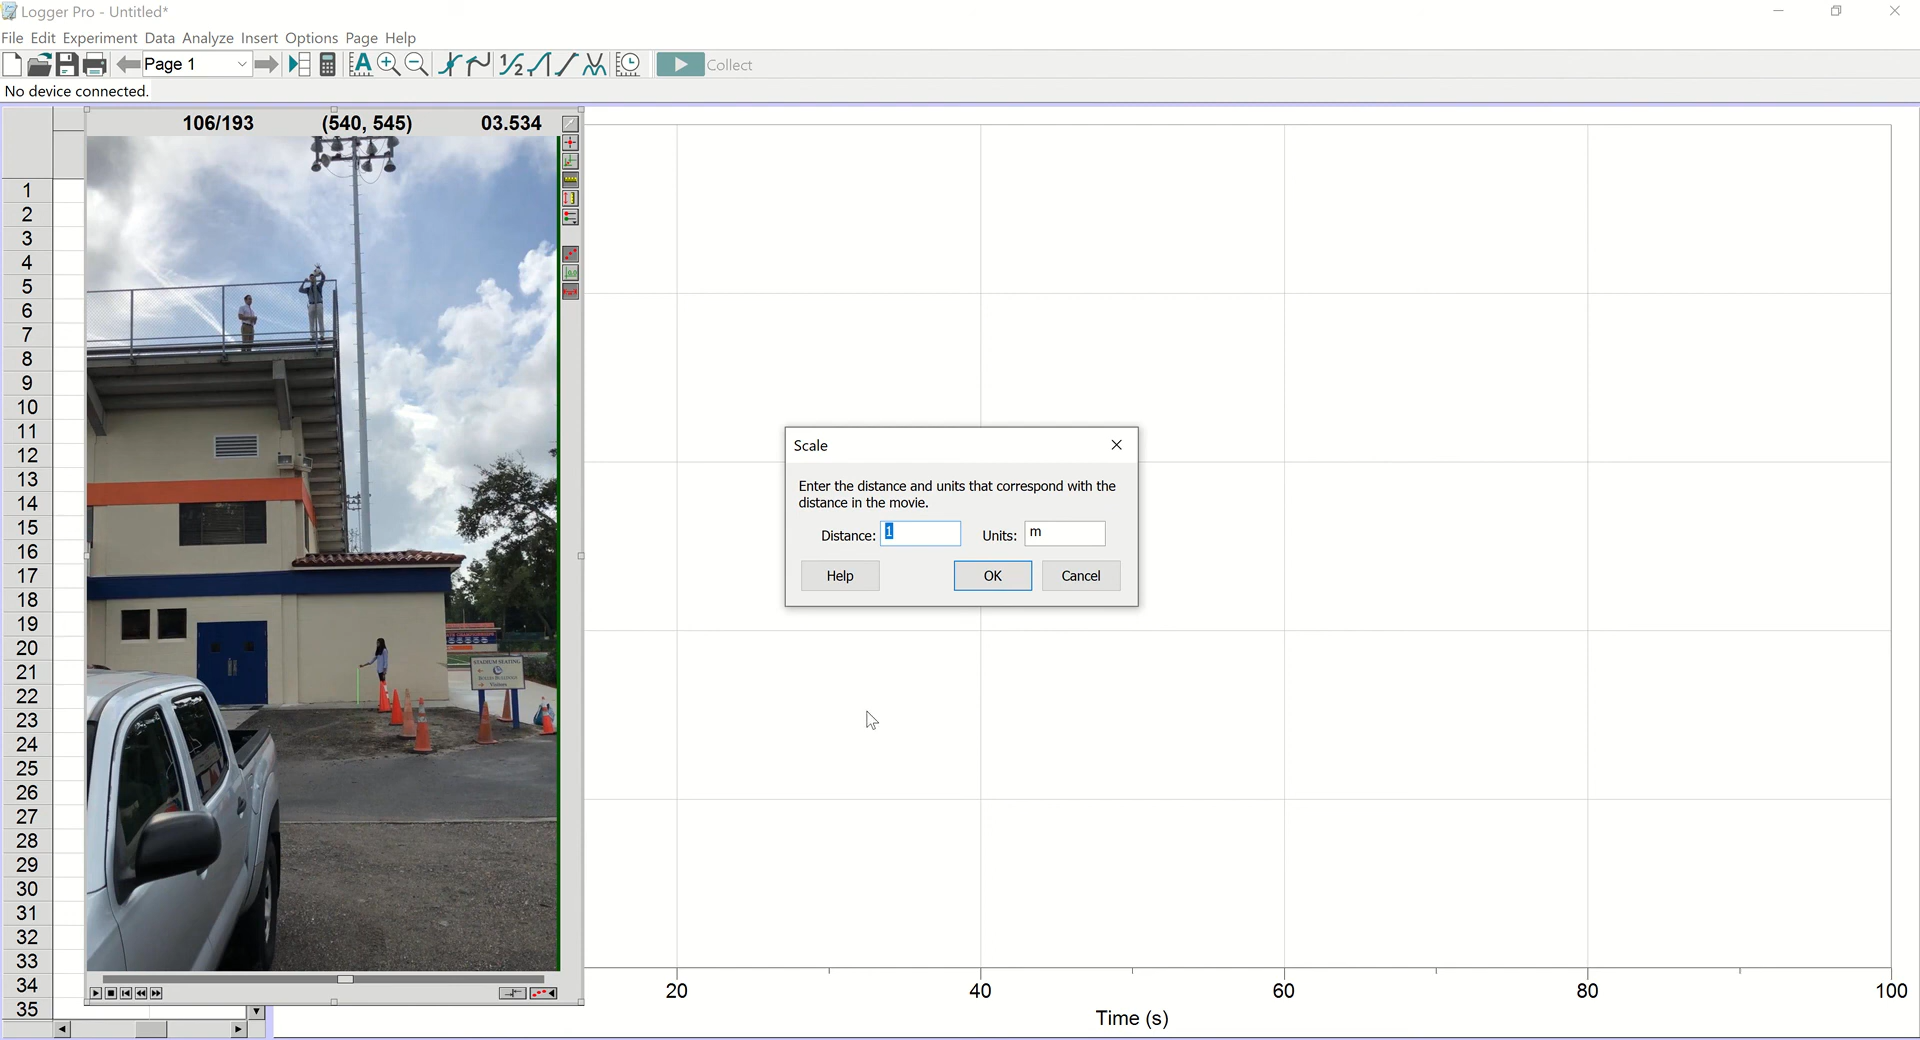 Logger Pro - Untitled*
File Edit Experiment Data Analyze Insert Options Page Help
Page 1
Collect
No device connected.
106/193 (540, 545) 03.534
1
2
3
4
5
6
7
8
9
10
11
12
13
14
15
16
17
18
19
20
21
22
23
24
25
26
27
28
29
30
31
32
33
34
35
STADIUM SEATING
Visitors
Scale
Enter the distance and units that correspond with the
distance in the movie.
Distance: 1 Units: m
Help OK Cancel
20 40 60 80 100
Time (s)